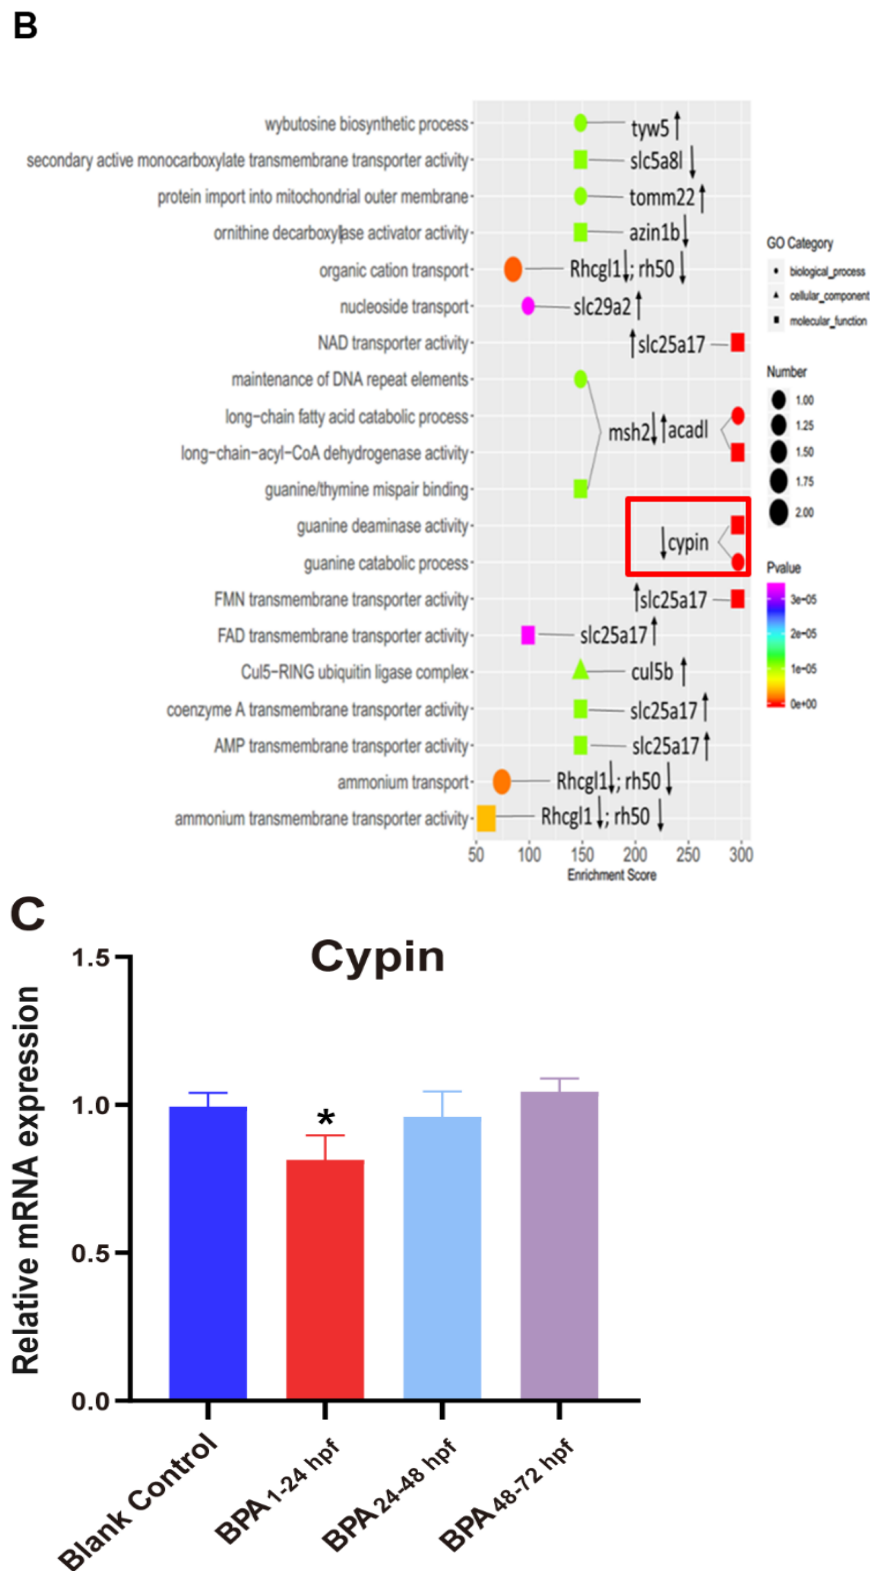 B
wybutosine biosynthetic process
tyw5↑
secondary active monocarboxylate transmembrane transporter activity
slc5a8l↓
protein import into mitochondrial outer membrane
tomm22↑
ornithine decarboxylase activator activity
azin1b↓
organic cation transport
Rhcgl1↓; rh50↓
nucleoside transport
slc29a2↑
NAD transporter activity
↑slc25a17
maintenance of DNA repeat elements
long-chain fatty acid catabolic process
msh2↓↑acadl
long-chain-acyl-CoA dehydrogenase activity
guanine/thymine mispair binding
guanine deaminase activity
↓cypin
guanine catabolic process
FMN transmembrane transporter activity
↑slc25a17
FAD transmembrane transporter activity
slc25a17↑
Cul5-RING ubiquitin ligase complex
cul5b↑
coenzyme A transmembrane transporter activity
slc25a17↑
AMP transmembrane transporter activity
slc25a17↑
ammonium transport
Rhcgl1↓; rh50↓
ammonium transmembrane transporter activity
Rhcgl1↓; rh50↓
50 100 150 200 250 300
Enrichment Score
GO Category
biological_process
cellular_component
molecular_function
Number
1.00
1.25
1.50
1.75
2.00
Pvalue
3e-05
2e-05
1e-05
0e+00
C
Cypin
Relative mRNA expression
1.5
1.0
0.5
0.0
*
Blank Control
BPA 1-24 hpf
BPA 24-48 hpf
BPA 48-72 hpf